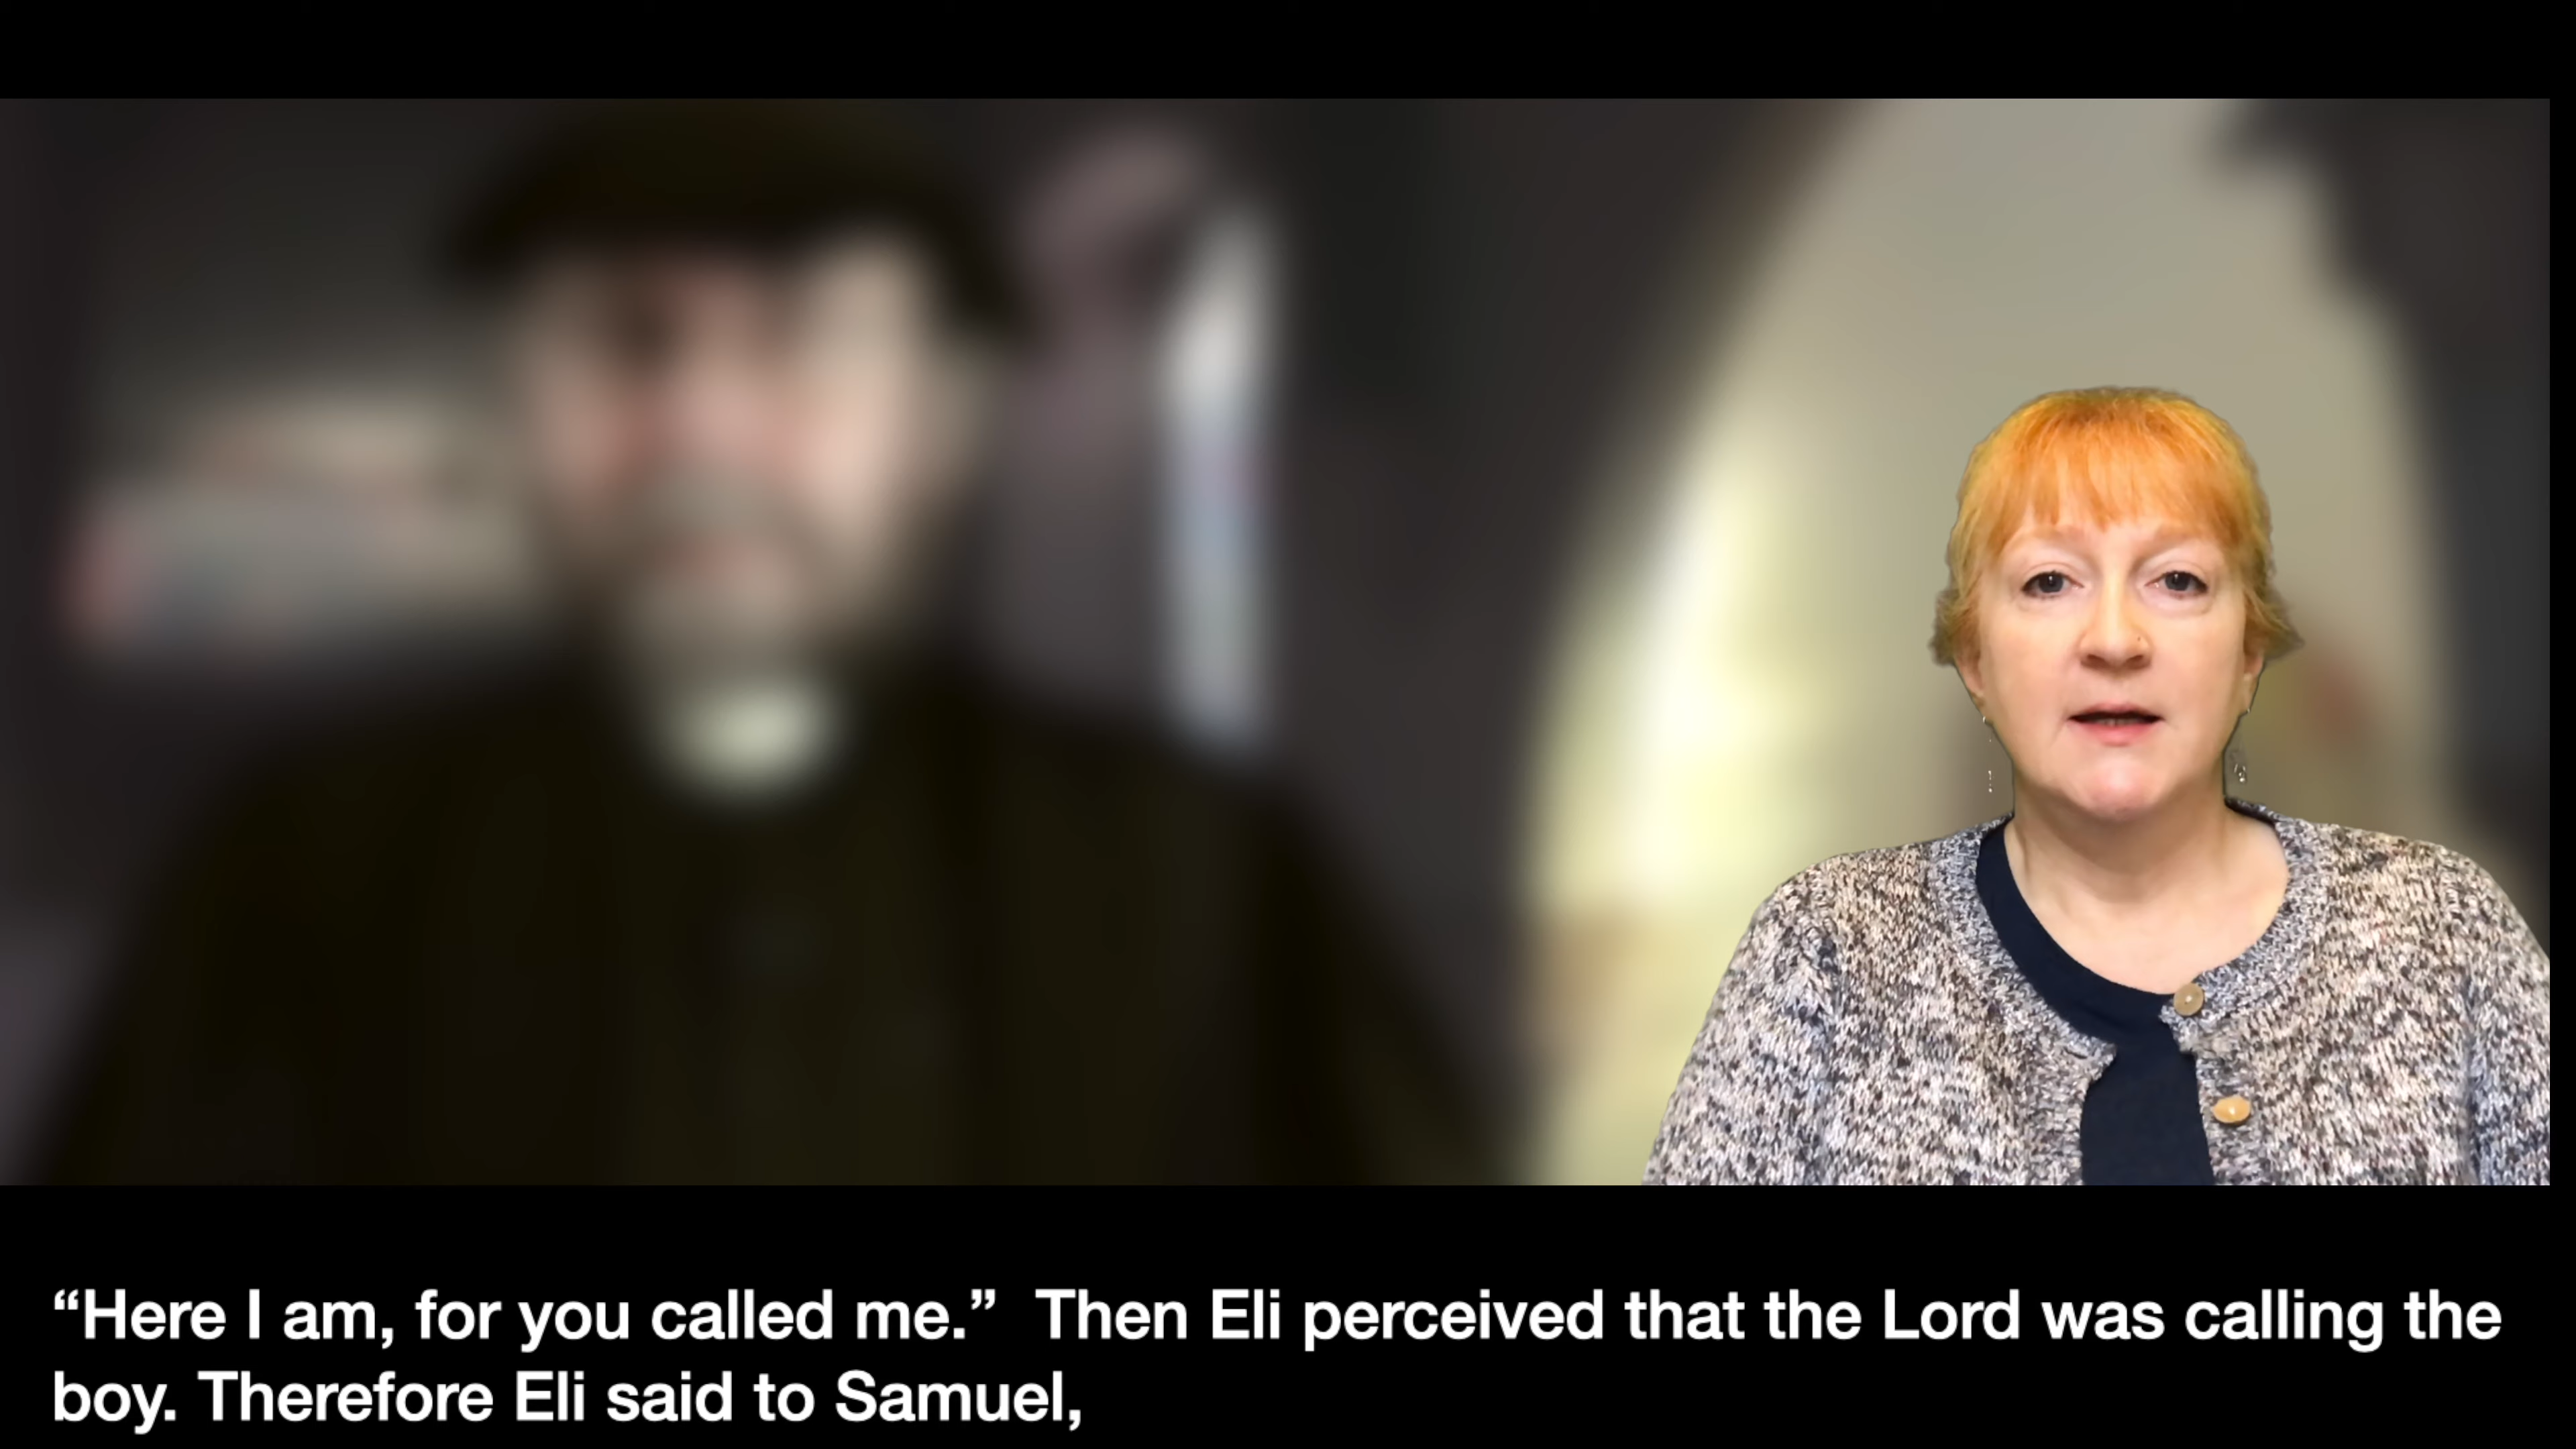 “Here I am, for you called me.”  Then Eli perceived that the Lord was calling the
boy. Therefore Eli said to Samuel,